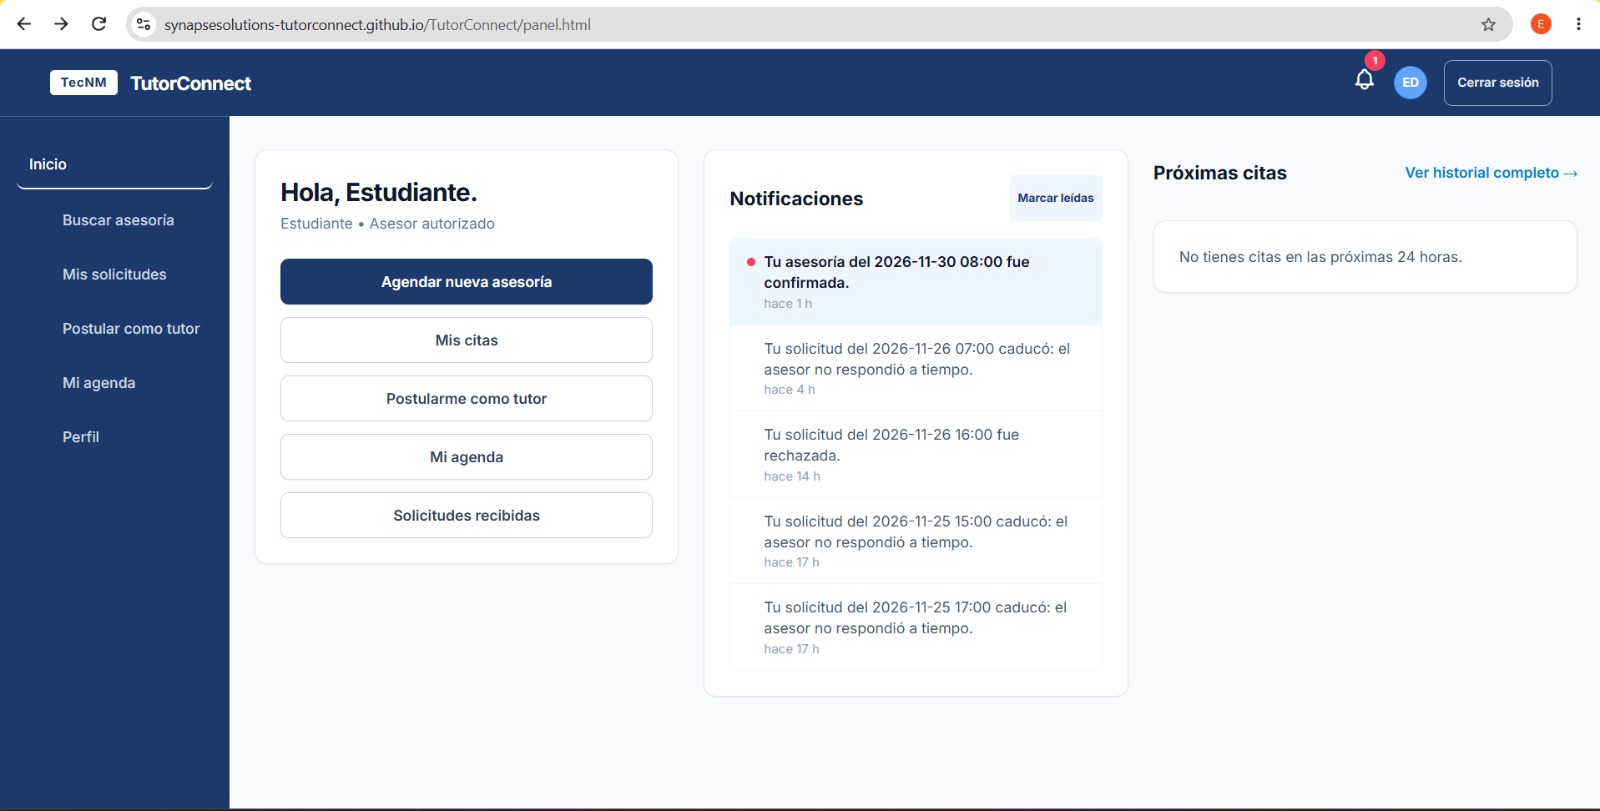 synapsesolutions-tutorconnect.github.io/TutorConnect/panel.html
E
TecNM
TutorConnect
1
ED
Cerrar sesión
Inicio
Buscar asesoría
Mis solicitudes
Postular como tutor
Mi agenda
Perfil
Hola, Estudiante.
Estudiante • Asesor autorizado
Agendar nueva asesoría
Mis citas
Postularme como tutor
Mi agenda
Solicitudes recibidas
Notificaciones
Marcar leídas
Tu asesoría del 2026-11-30 08:00 fue
confirmada.
hace 1 h
Tu solicitud del 2026-11-26 07:00 caducó: el
asesor no respondió a tiempo.
hace 4 h
Tu solicitud del 2026-11-26 16:00 fue
rechazada.
hace 14 h
Tu solicitud del 2026-11-25 15:00 caducó: el
asesor no respondió a tiempo.
hace 17 h
Tu solicitud del 2026-11-25 17:00 caducó: el
asesor no respondió a tiempo.
hace 17 h
Próximas citas
Ver historial completo →
No tienes citas en las próximas 24 horas.